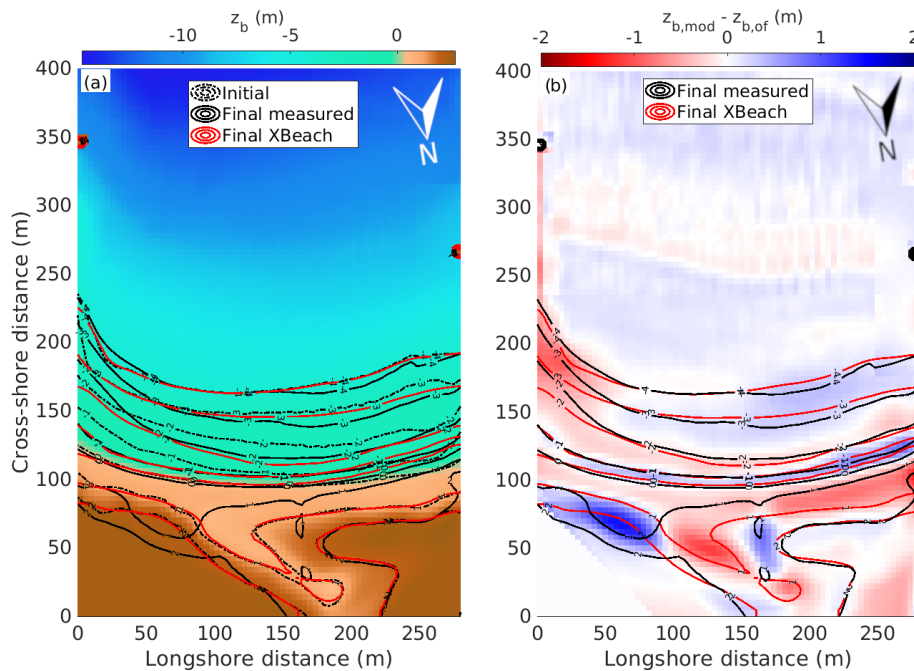 z_b (m)
-10 0
(a)
Initial
Final measured
Final XBeach
N
400
350
300
250
200
150
100
50
0
Cross-shore distance (m)
0 50 100 150 200 250
Longshore distance (m)
z_b,mod - z_b,of (m)
-2 -1 0 1 2
(b)
Final measured
Final XBeach
N
400
350
300
250
200
150
100
50
0
0 50 100 150 200 250
Longshore distance (m)